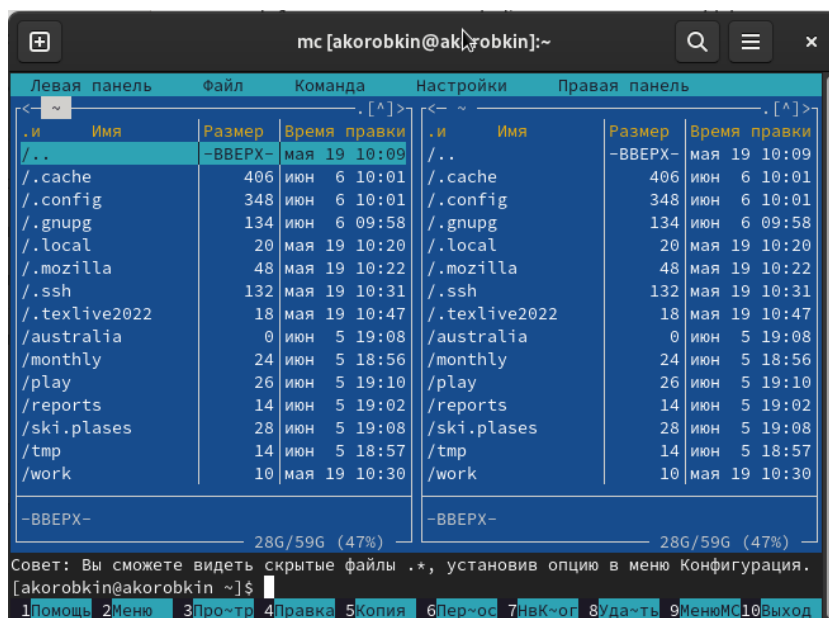 mc [akorobkin@akorobkin]:~
Левая панель Файл Команда Настройки Правая панель
<— ~ .[^]> <— ~ .[^]>
.и Имя Размер Время правки .и Имя Размер Время правки
/.. -ВВЕРХ- мая 19 10:09 /.. -ВВЕРХ- мая 19 10:09
/.cache 406 июн 6 10:01 /.cache 406 июн 6 10:01
/.config 348 июн 6 10:01 /.config 348 июн 6 10:01
/.gnupg 134 июн 6 09:58 /.gnupg 134 июн 6 09:58
/.local 20 мая 19 10:20 /.local 20 мая 19 10:20
/.mozilla 48 мая 19 10:22 /.mozilla 48 мая 19 10:22
/.ssh 132 мая 19 10:31 /.ssh 132 мая 19 10:31
/.texlive2022 18 мая 19 10:47 /.texlive2022 18 мая 19 10:47
/australia 0 июн 5 19:08 /australia 0 июн 5 19:08
/monthly 24 июн 5 18:56 /monthly 24 июн 5 18:56
/play 26 июн 5 19:10 /play 26 июн 5 19:10
/reports 14 июн 5 19:02 /reports 14 июн 5 19:02
/ski.plases 28 июн 5 19:08 /ski.plases 28 июн 5 19:08
/tmp 14 июн 5 18:57 /tmp 14 июн 5 18:57
/work 10 мая 19 10:30 /work 10 мая 19 10:30
-ВВЕРХ- -ВВЕРХ-
28G/59G (47%) 28G/59G (47%)
Совет: Вы сможете видеть скрытые файлы .*, установив опцию в меню Конфигурация.
[akorobkin@akorobkin ~]$
1Помощь 2Меню 3Про~тр 4Правка 5Копия 6Пер~ос 7НвК~ог 8Уда~ть 9МенюМС 10Выход